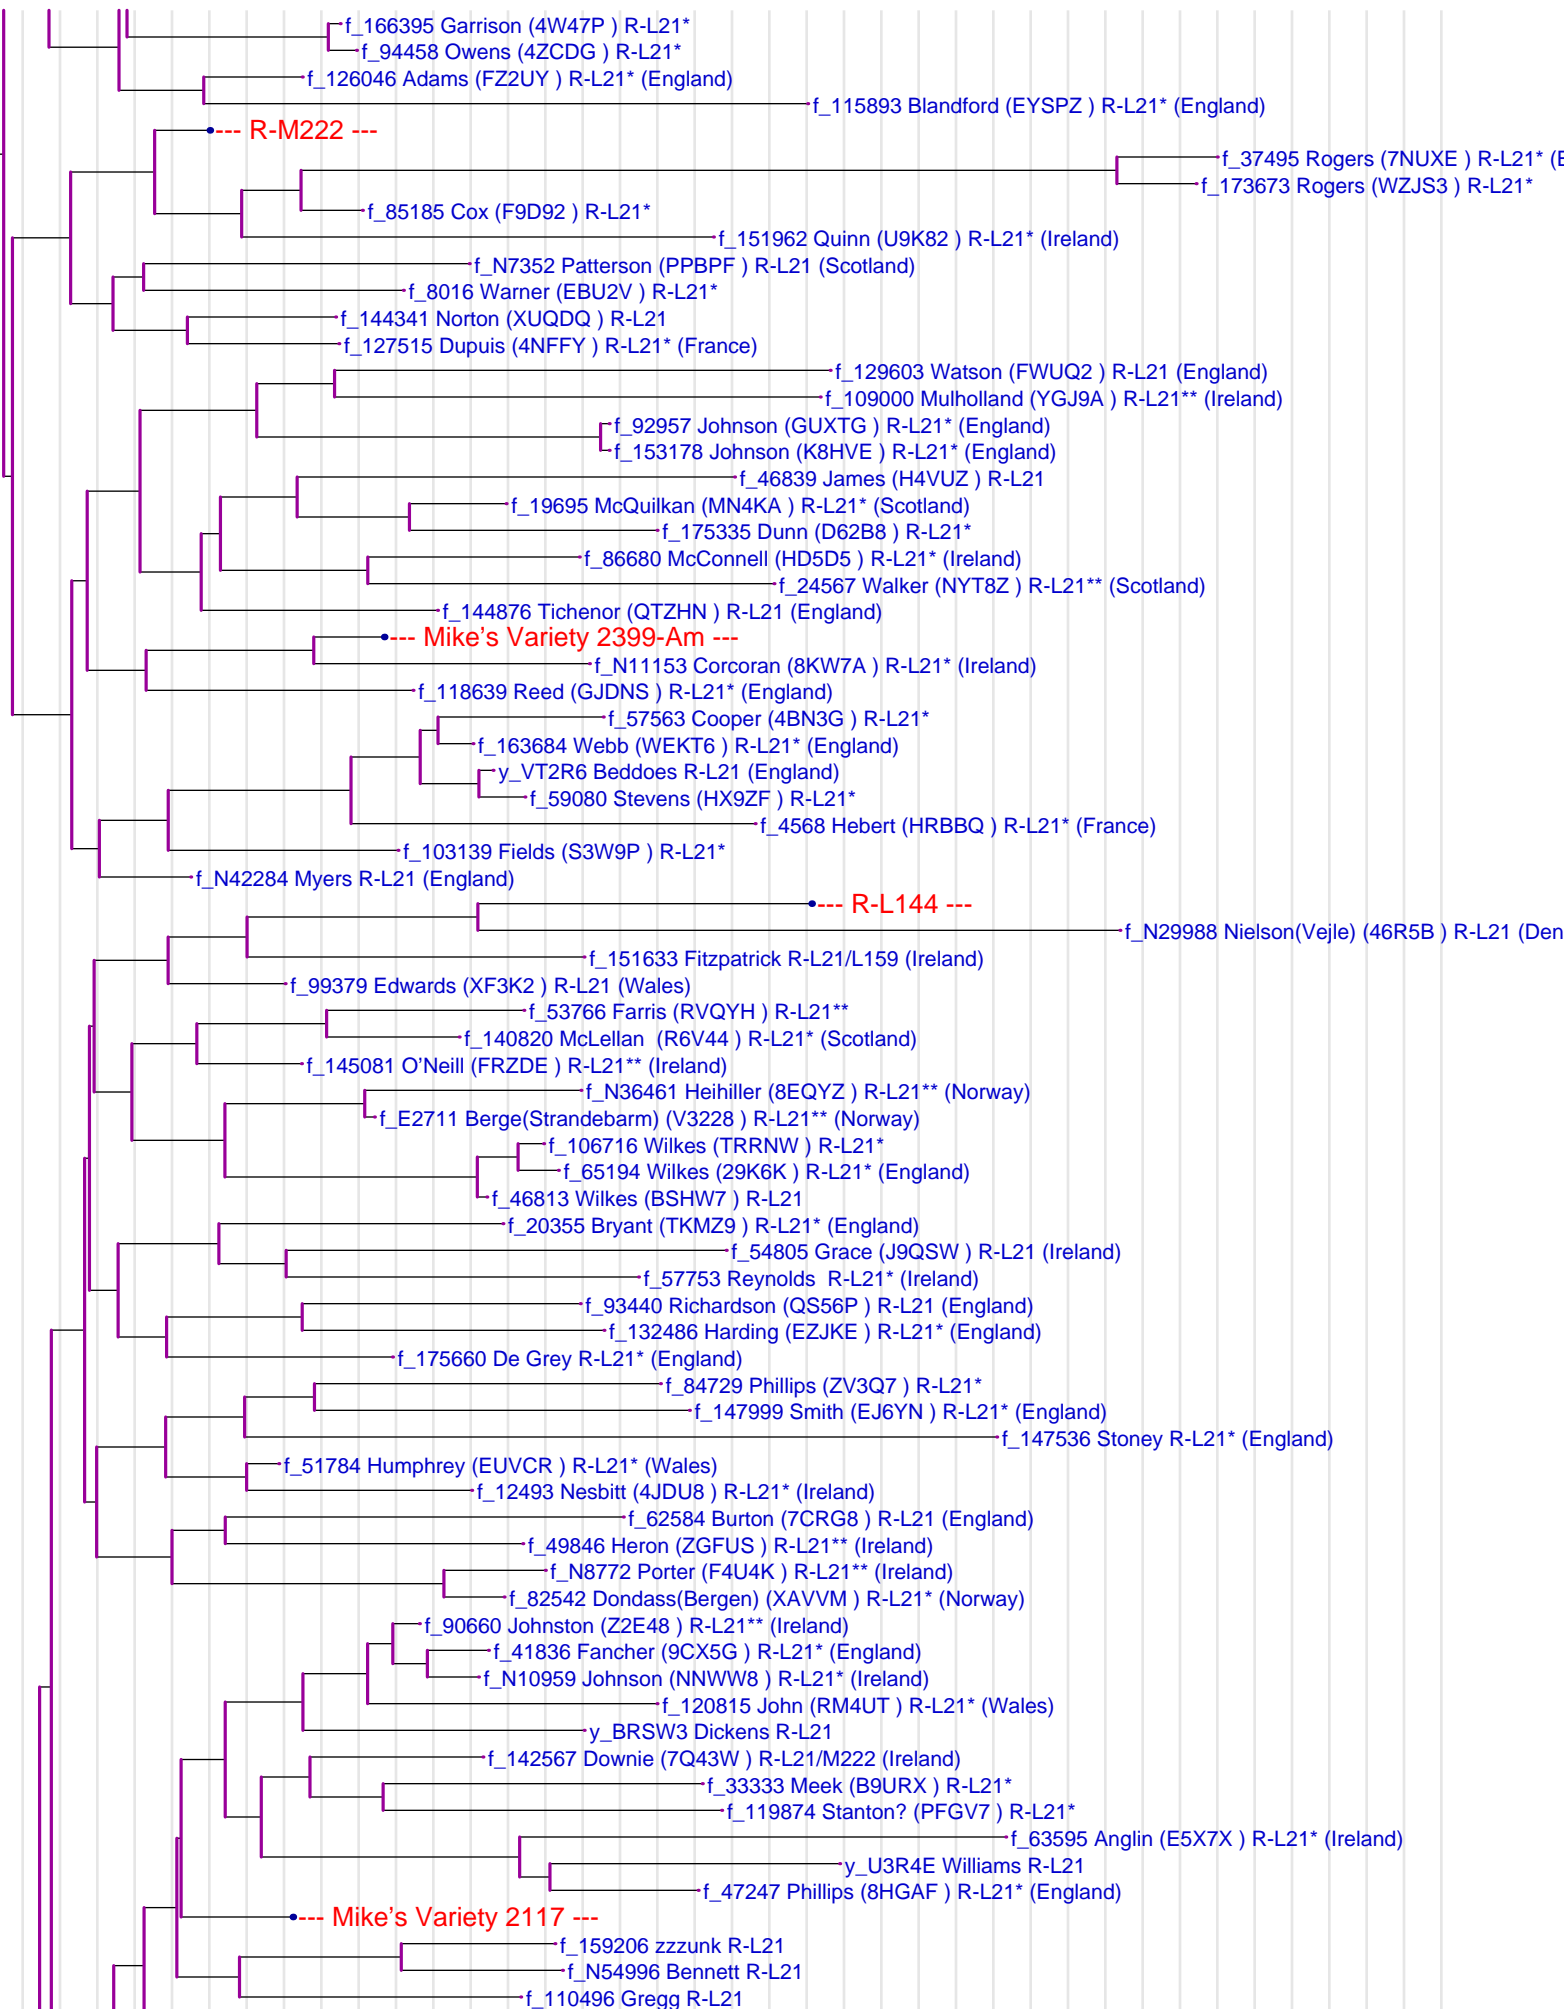 f_166395 Garrison (4W47P ) R-L21*
f_94458 Owens (4ZCDG ) R-L21*
f_126046 Adams (FZ2UY ) R-L21* (England)
f_115893 Blandford (EYSPZ ) R-L21* (England)
--- R-M222 ---
f_37495 Rogers (7NUXE ) R-L21* (E
f_173673 Rogers (WZJS3 ) R-L21*
f_85185 Cox (F9D92 ) R-L21*
f_151962 Quinn (U9K82 ) R-L21* (Ireland)
f_N7352 Patterson (PPBPF ) R-L21 (Scotland)
f_8016 Warner (EBU2V ) R-L21*
f_144341 Norton (XUQDQ ) R-L21
f_127515 Dupuis (4NFFY ) R-L21* (France)
f_129603 Watson (FWUQ2 ) R-L21 (England)
f_109000 Mulholland (YGJ9A ) R-L21** (Ireland)
f_92957 Johnson (GUXTG ) R-L21* (England)
f_153178 Johnson (K8HVE ) R-L21* (England)
f_46839 James (H4VUZ ) R-L21
f_19695 McQuilkan (MN4KA ) R-L21* (Scotland)
f_175335 Dunn (D62B8 ) R-L21*
f_86680 McConnell (HD5D5 ) R-L21* (Ireland)
f_24567 Walker (NYT8Z ) R-L21** (Scotland)
f_144876 Tichenor (QTZHN ) R-L21 (England)
--- Mike's Variety 2399-Am ---
f_N11153 Corcoran (8KW7A ) R-L21* (Ireland)
f_118639 Reed (GJDNS ) R-L21* (England)
f_57563 Cooper (4BN3G ) R-L21*
f_163684 Webb (WEKT6 ) R-L21* (England)
y_VT2R6 Beddoes R-L21 (England)
f_59080 Stevens (HX9ZF ) R-L21*
f_4568 Hebert (HRBBQ ) R-L21* (France)
f_103139 Fields (S3W9P ) R-L21*
f_N42284 Myers R-L21 (England)
--- R-L144 ---
f_N29988 Nielson(Vejle) (46R5B ) R-L21 (Den
f_151633 Fitzpatrick R-L21/L159 (Ireland)
f_99379 Edwards (XF3K2 ) R-L21 (Wales)
f_53766 Farris (RVQYH ) R-L21**
f_140820 McLellan  (R6V44 ) R-L21* (Scotland)
f_145081 O'Neill (FRZDE ) R-L21** (Ireland)
f_N36461 Heihiller (8EQYZ ) R-L21** (Norway)
f_E2711 Berge(Strandebarm) (V3228 ) R-L21** (Norway)
f_106716 Wilkes (TRRNW ) R-L21*
f_65194 Wilkes (29K6K ) R-L21* (England)
f_46813 Wilkes (BSHW7 ) R-L21
f_20355 Bryant (TKMZ9 ) R-L21* (England)
f_54805 Grace (J9QSW ) R-L21 (Ireland)
f_57753 Reynolds  R-L21* (Ireland)
f_93440 Richardson (QS56P ) R-L21 (England)
f_132486 Harding (EZJKE ) R-L21* (England)
f_175660 De Grey R-L21* (England)
f_84729 Phillips (ZV3Q7 ) R-L21*
f_147999 Smith (EJ6YN ) R-L21* (England)
f_147536 Stoney R-L21* (England)
f_51784 Humphrey (EUVCR ) R-L21* (Wales)
f_12493 Nesbitt (4JDU8 ) R-L21* (Ireland)
f_62584 Burton (7CRG8 ) R-L21 (England)
f_49846 Heron (ZGFUS ) R-L21** (Ireland)
f_N8772 Porter (F4U4K ) R-L21** (Ireland)
f_82542 Dondass(Bergen) (XAVVM ) R-L21* (Norway)
f_90660 Johnston (Z2E48 ) R-L21** (Ireland)
f_41836 Fancher (9CX5G ) R-L21* (England)
f_N10959 Johnson (NNWW8 ) R-L21* (Ireland)
f_120815 John (RM4UT ) R-L21* (Wales)
y_BRSW3 Dickens R-L21
f_142567 Downie (7Q43W ) R-L21/M222 (Ireland)
f_33333 Meek (B9URX ) R-L21*
f_119874 Stanton? (PFGV7 ) R-L21*
f_63595 Anglin (E5X7X ) R-L21* (Ireland)
y_U3R4E Williams R-L21
f_47247 Phillips (8HGAF ) R-L21* (England)
--- Mike's Variety 2117 ---
f_159206 zzzunk R-L21
f_N54996 Bennett R-L21
f_110496 Gregg R-L21